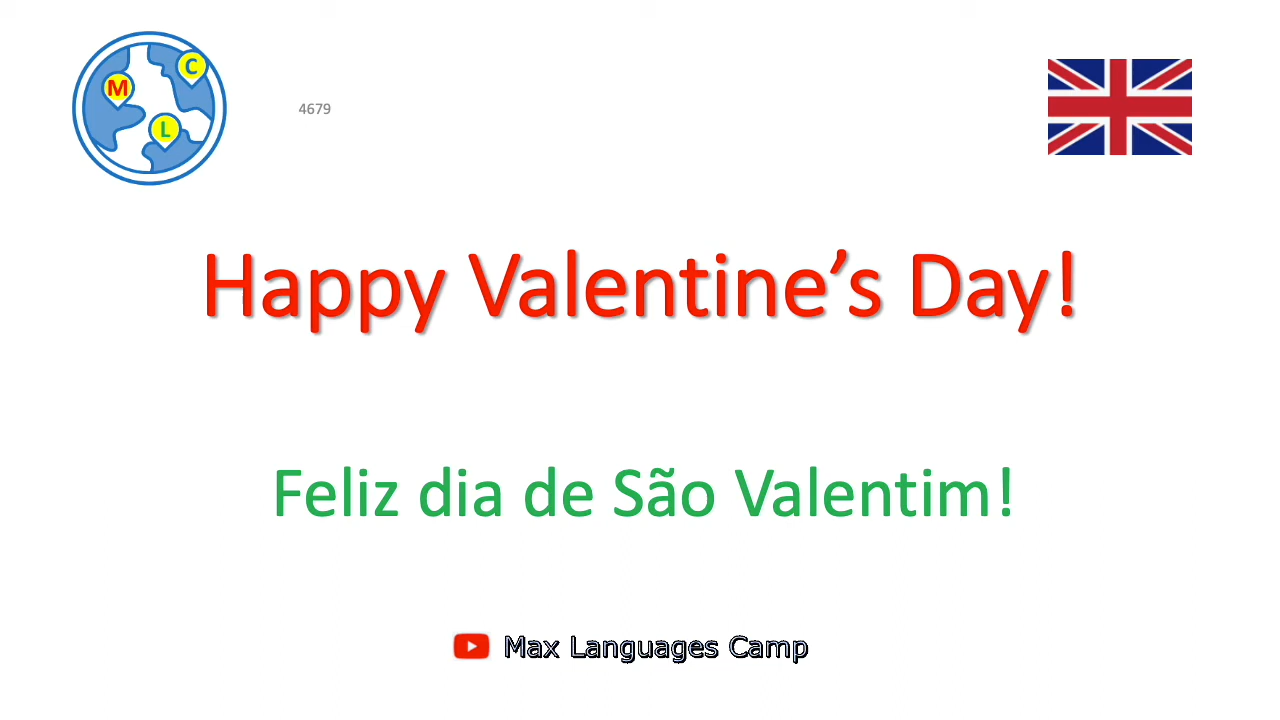 M
C
L
4679
Happy Valentine’s Day!
Feliz dia de São Valentim!
Max Languages Camp